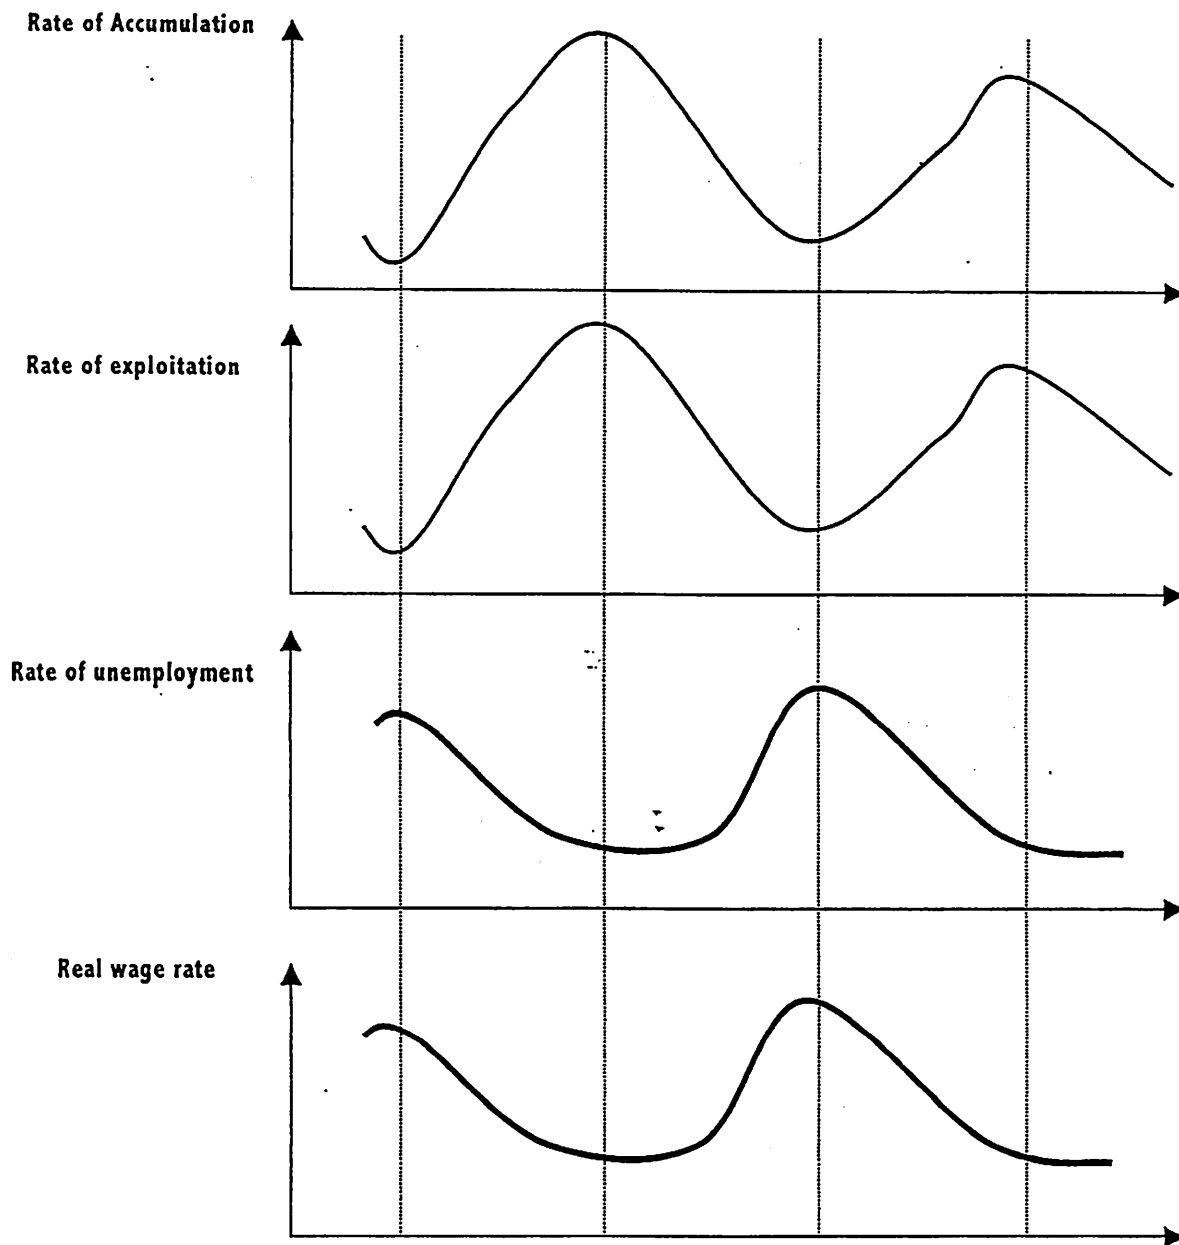 Rate of Accumulation
Rate of exploitation
Rate of unemployment
Real wage rate